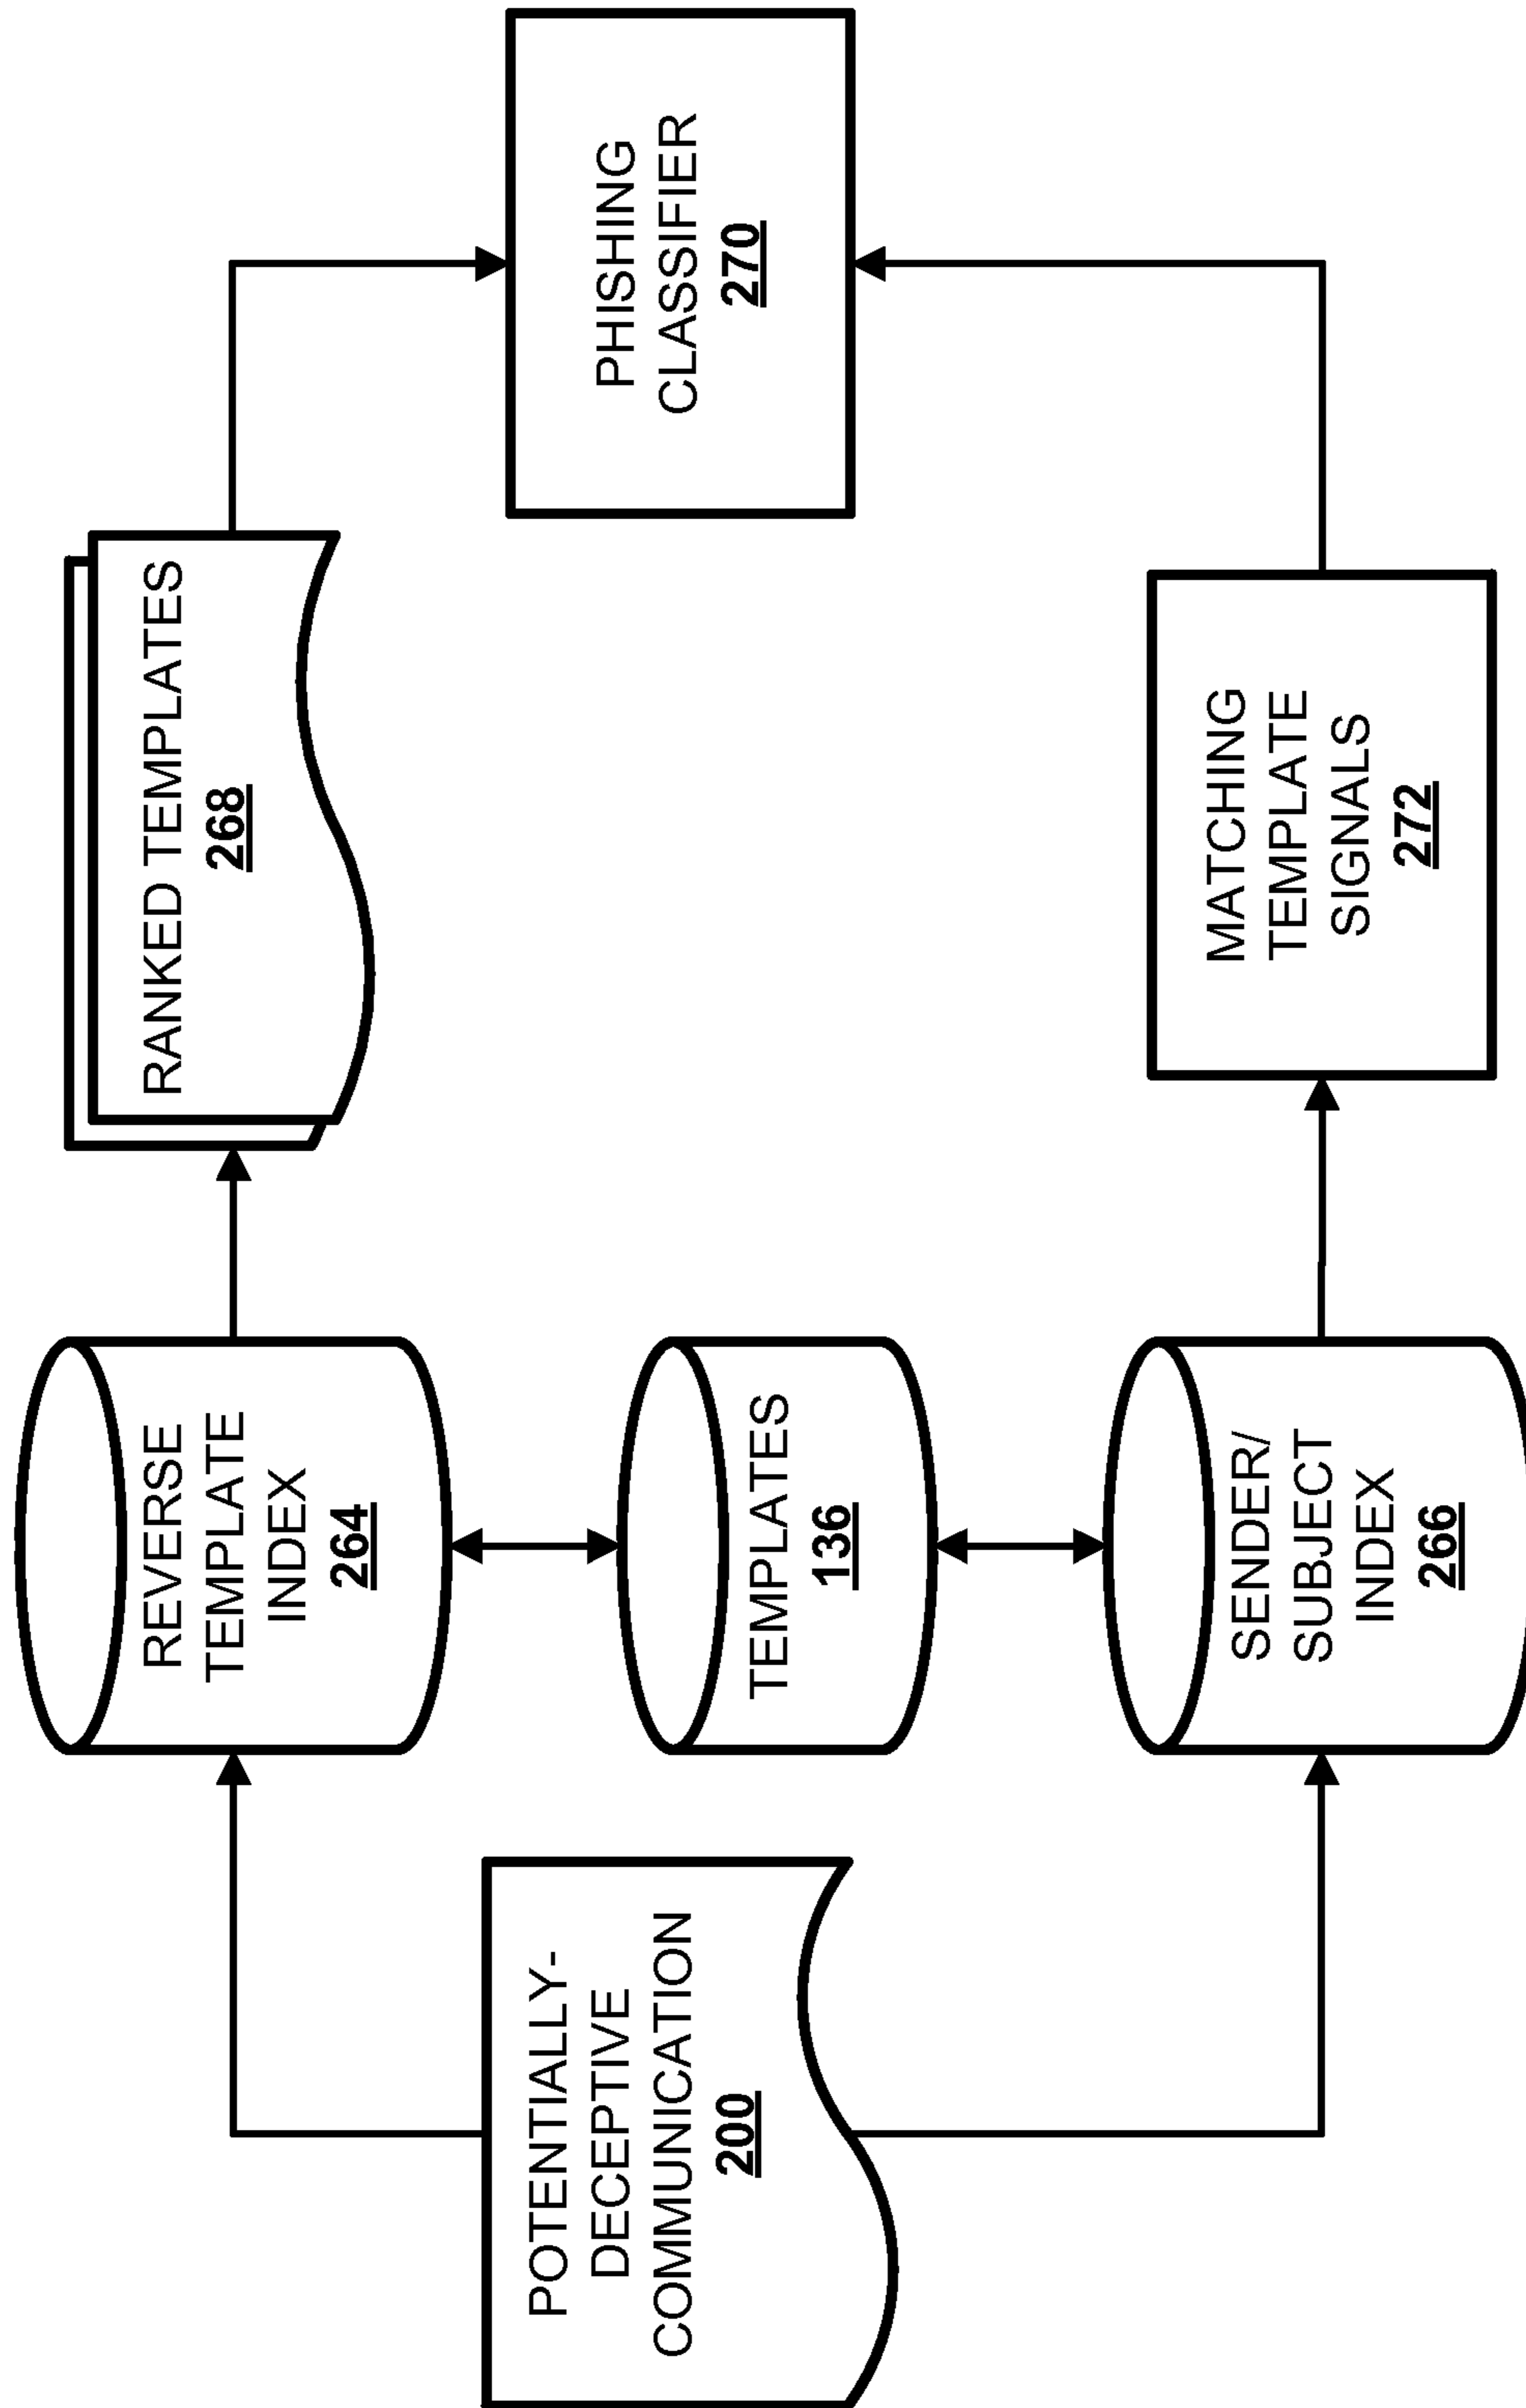 POTENTIALLY-
DECEPTIVE
COMMUNICATION
200
REVERSE
TEMPLATE
INDEX
264
TEMPLATES
136
SENDER/
SUBJECT
INDEX
266
RANKED TEMPLATES
268
MATCHING
TEMPLATE
SIGNALS
272
PHISHING
CLASSIFIER
270